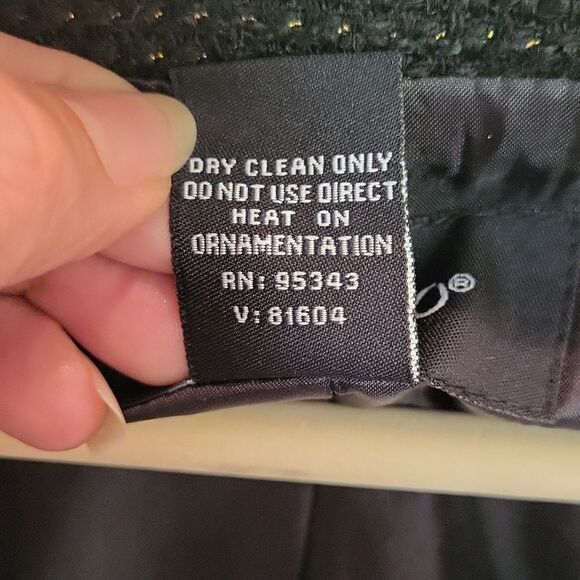 DRY CLEAN ONLY
DO NOT USE DIRECT
HEAT ON
ORNAMENTATION
RN: 95343
V: 81604
®